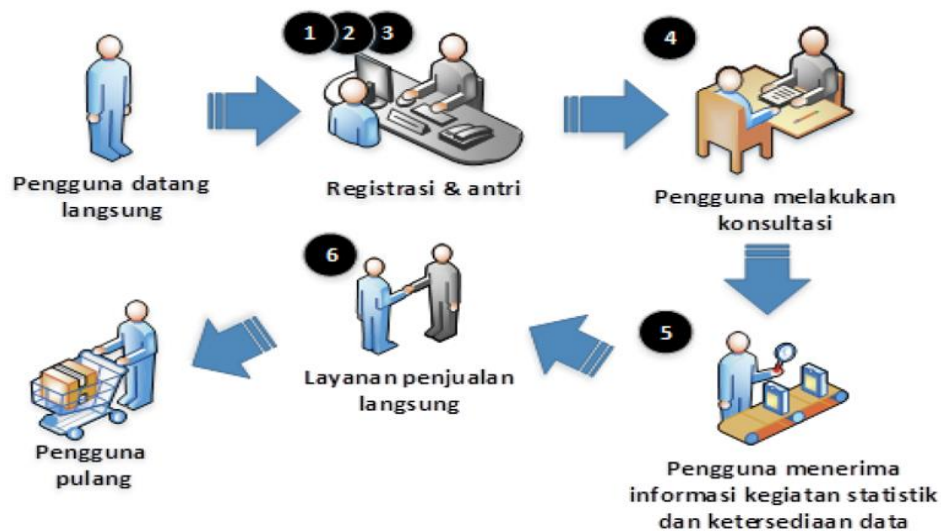 1 2 3
4
Pengguna datang
langsung
Registrasi & antri
Pengguna melakukan
konsultasi
6
5
Layanan penjualan
langsung
Pengguna
pulang
Pengguna menerima
informasi kegiatan statistik
dan ketersediaan data